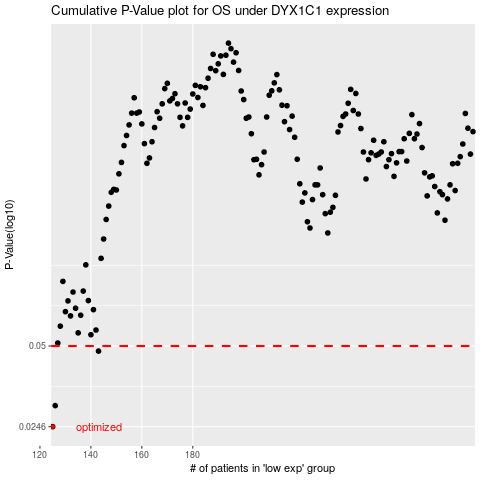 Cumulative P-Value plot for OS under DYX1C1 expression
P-Value(log10)
0.05
0.0246
optimized
120 140 160 180
# of patients in 'low exp' group